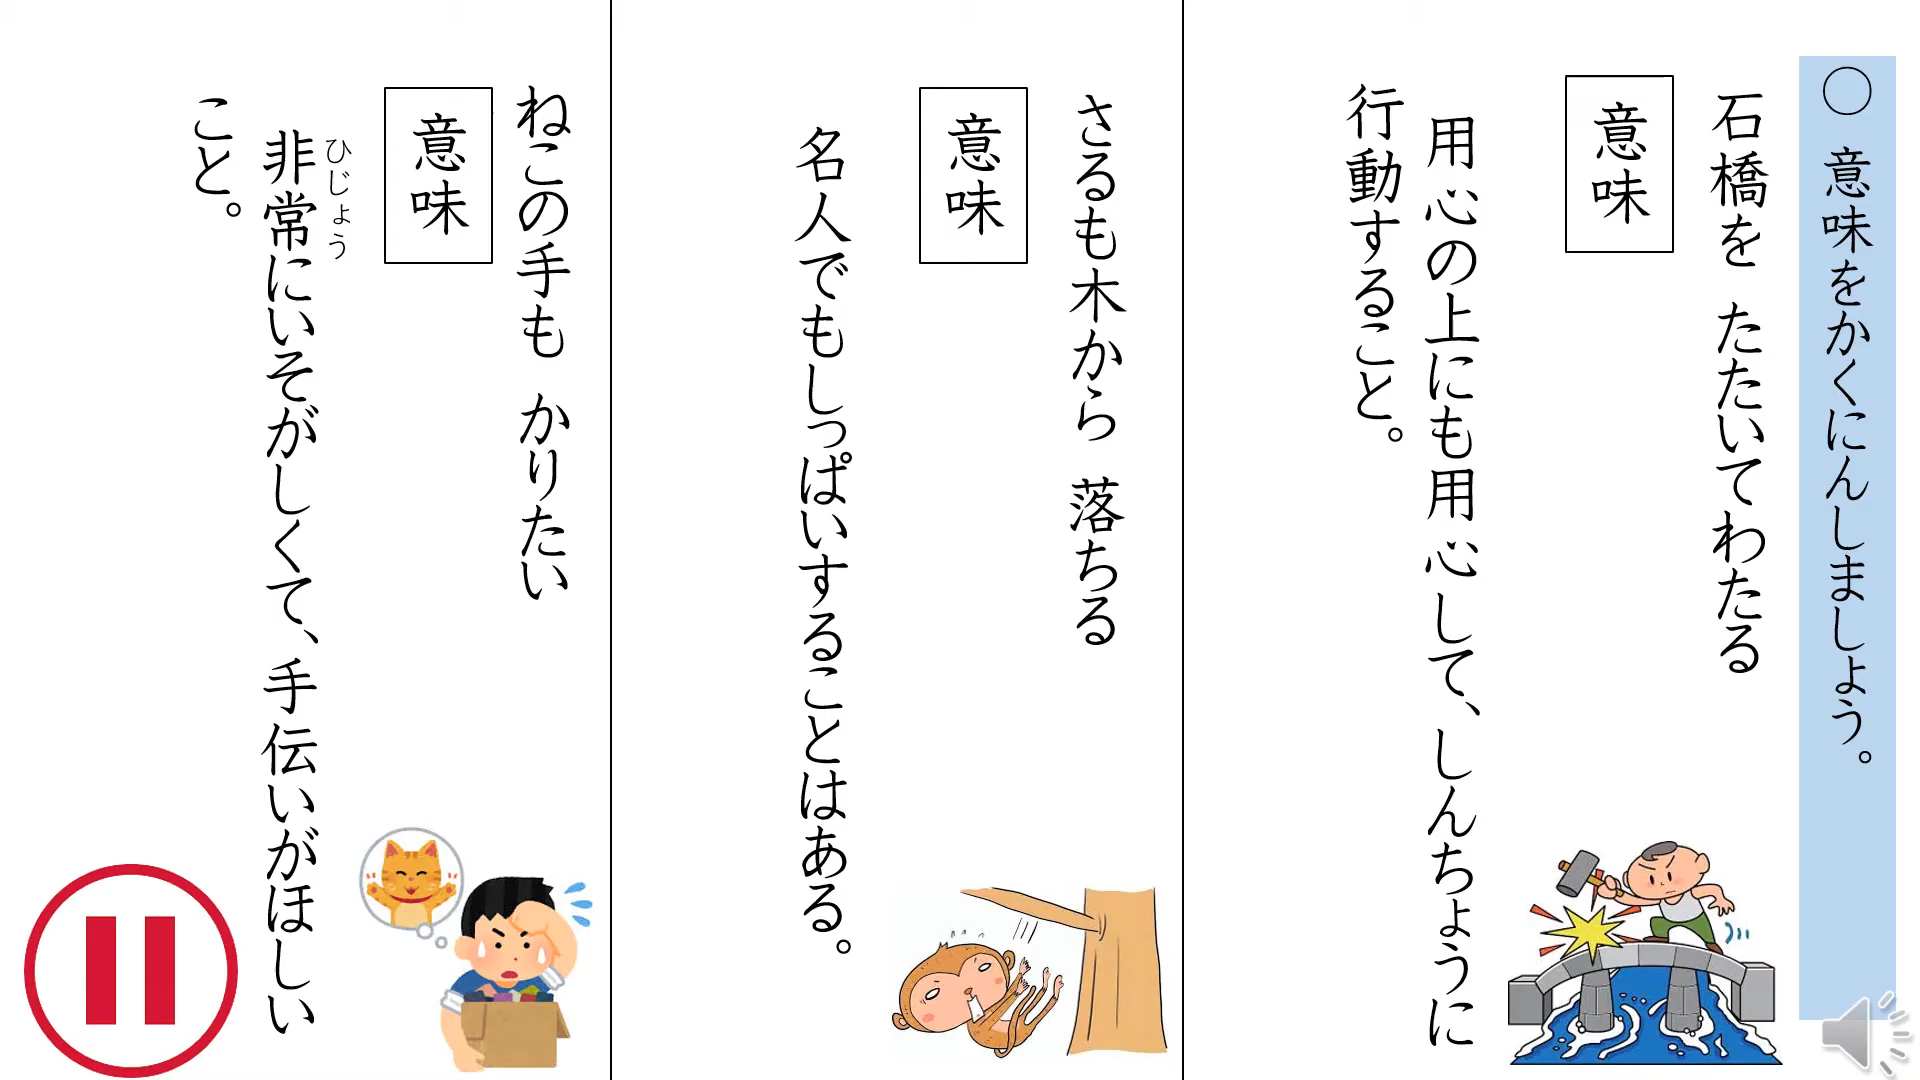 ○ 意味をかくにんしましょう。
石橋を たたいてわたる
意味
用心の上にも用心して、しんちょうに
行動すること。
さるも木から 落ちる
意味
名人でもしっぱいすることはある。
ねこの手も かりたい
意味
ひじょう
非常にいそがしくて、手伝いがほしい
こと。